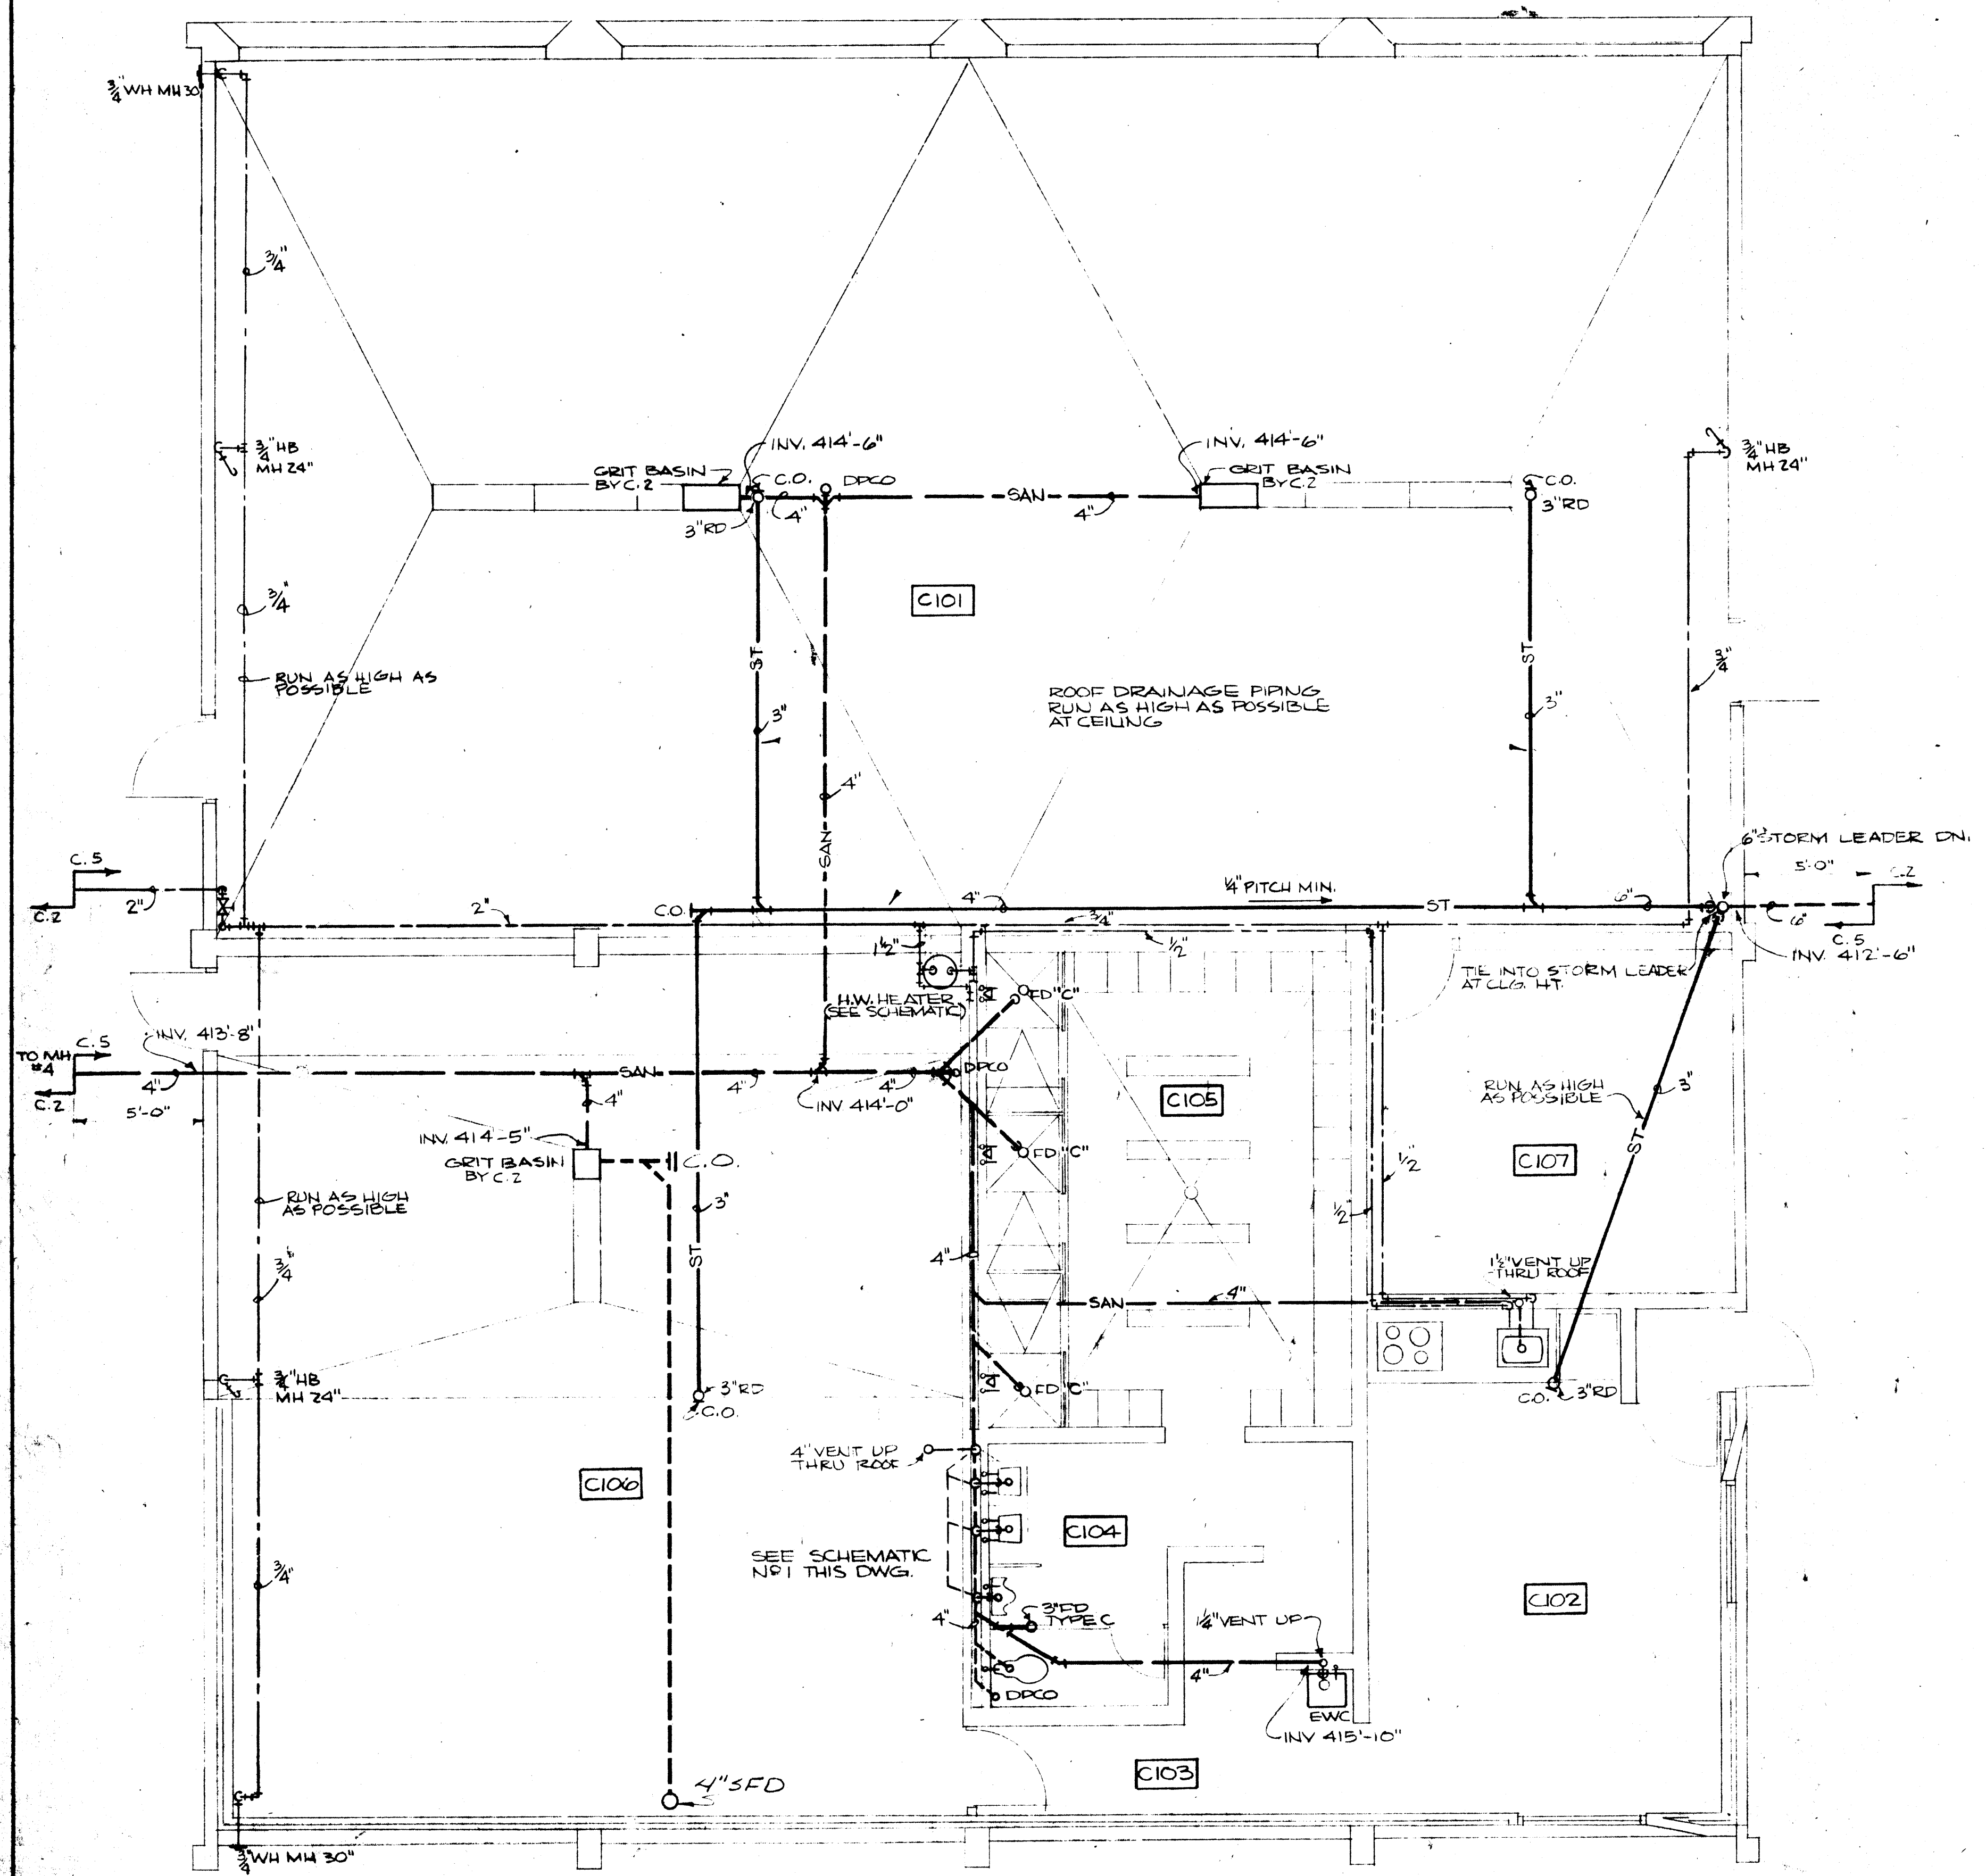 3/4" WH MH 30
3/4"
3/4" HB
MH 24"
GRIT BASIN
BY C.2
INV. 414'-6"
C.O.
DPCO
4"
3"RD
SAN
4"
INV. 414'-6"
GRIT BASIN
BY C.2
C.O.
3"RD
3/4" HB
MH 24"
C101
3/4"
RUN AS HIGH AS
POSSIBLE
ST
3"
ROOF DRAINAGE PIPING
RUN AS HIGH AS POSSIBLE
AT CEILING
ST
3"
3/4"
4"
SAN
6" STORM LEADER DN.
5'-0"
C.2
C.5
C.5
C.2
2"
2"
C.O.
4"
1/4" PITCH MIN.
ST
6"
6"
3/4"
1/2"
1 1/2"
INV. 412'-6"
TIE INTO STORM LEADER
AT CLG. HT.
H.W. HEATER
(SEE SCHEMATIC)
FD "C"
INV. 413'-8"
TO MH
#4
C.5
C.2
4"
5'-0"
SAN
4"
4"
4"
DPCO
INV 414'-0"
C105
RUN AS HIGH
AS POSSIBLE
3"
ST
INV. 414-5"
GRIT BASIN
BY C.2
C.O.
FD "C"
C107
1/2
1/2"
RUN AS HIGH
AS POSSIBLE
3"
ST
3/4"
4"
SAN
4"
1 1/2" VENT UP
THRU ROOF
3/4" HB
MH 24"
3"RD
C.O.
FD "C"
C.O.
3"RD
4" VENT UP
THRU ROOF
C106
C104
SEE SCHEMATIC
Nº 1 THIS DWG.
3/4"
C102
4"
3"FD
TYPE C
1 1/4" VENT UP
4"
DPCO
EWC
INV 415'-10"
C103
4" SFD
3/4" WH MH 30"